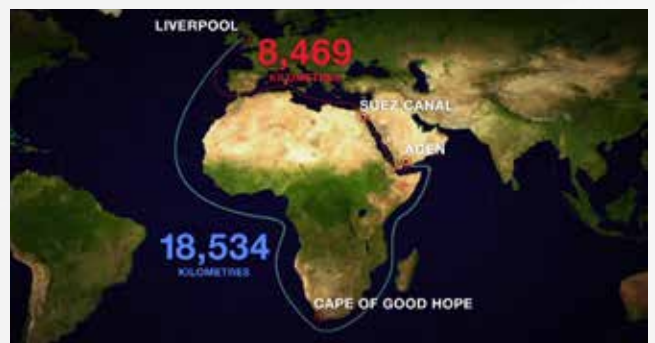 LIVERPOOL
8,469
KILOMETRES
SUEZ CANAL
ADEN
18,534
KILOMETRES
CAPE OF GOOD HOPE